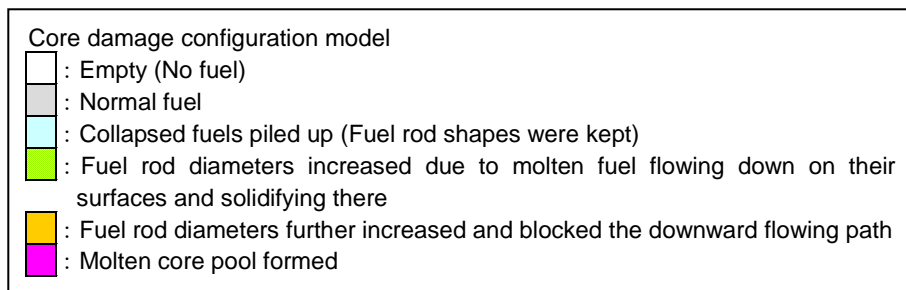 Core damage configuration model
: Empty (No fuel)
: Normal fuel
: Collapsed fuels piled up (Fuel rod shapes were kept)
: Fuel rod diameters increased due to molten fuel flowing down on their
surfaces and solidifying there
: Fuel rod diameters further increased and blocked the downward flowing path
: Molten core pool formed